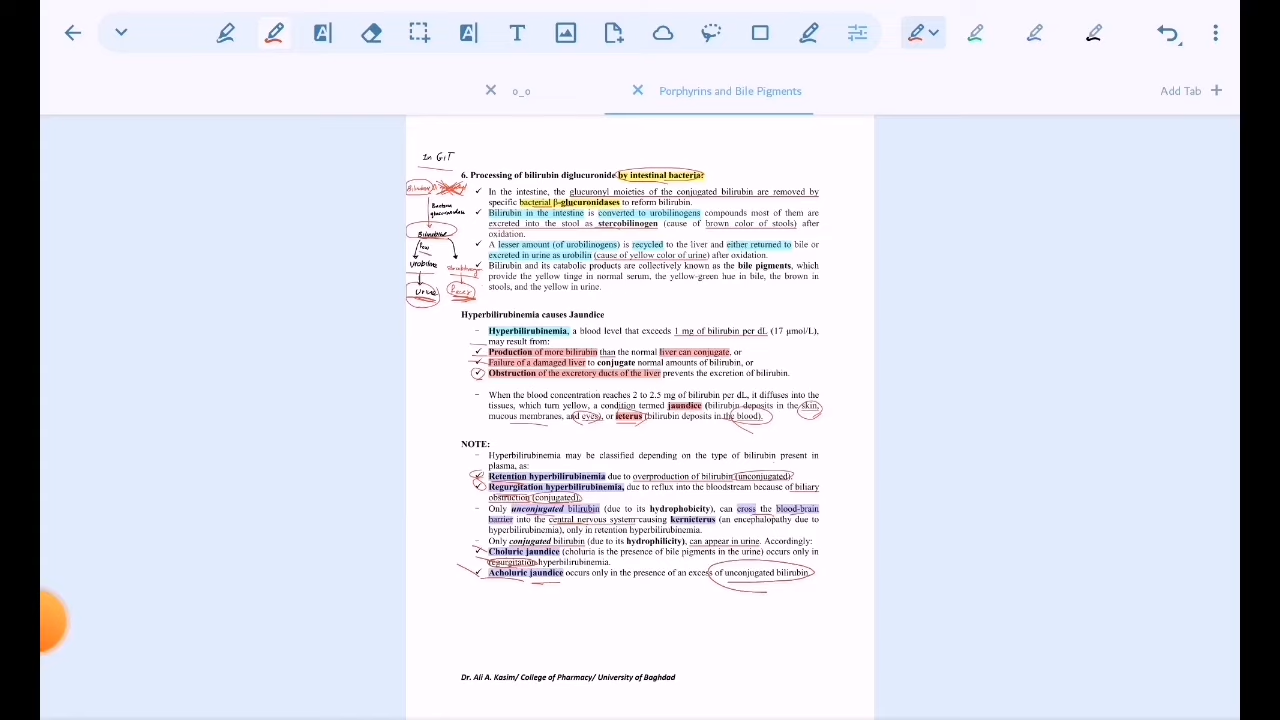 o_o
Porphyrins and Bile Pigments
Add Tab
In GIT
6. Processing of bilirubin diglucuronide by intestinal bacteria?
✓ In the intestine, the glucuronyl moieties of the conjugated bilirubin are removed by
specific bacterial β-glucuronidases to reform bilirubin.
✓ Bilirubin in the intestine is converted to urobilinogens compounds most of them are
excreted into the stool as stercobilinogen (cause of brown color of stools) after
oxidation.
✓ A lesser amount (of urobilinogens) is recycled to the liver and either returned to bile or
excreted in urine as urobilin (cause of yellow color of urine) after oxidation.
✓ Bilirubin and its catabolic products are collectively known as the bile pigments, which
provide the yellow tinge in normal serum, the yellow-green hue in bile, the brown in
stools, and the yellow in urine.
Bilirubin
Urine
Hyperbilirubinemia causes Jaundice
- Hyperbilirubinemia, a blood level that exceeds 1 mg of bilirubin per dL (17 µmol/L),
may result from:
✓ Production of more bilirubin than the normal liver can conjugate, or
✓ Failure of a damaged liver to conjugate normal amounts of bilirubin, or
✓ Obstruction of the excretory ducts of the liver prevents the excretion of bilirubin.
- When the blood concentration reaches 2 to 2.5 mg of bilirubin per dL, it diffuses into the
tissues, which turn yellow, a condition termed jaundice (bilirubin deposits in the skin,
mucous membranes, and eyes), or icterus (bilirubin deposits in the blood).
NOTE:
- Hyperbilirubinemia may be classified depending on the type of bilirubin present in
plasma, as:
✓ Retention hyperbilirubinemia due to overproduction of bilirubin (unconjugated).
✓ Regurgitation hyperbilirubinemia, due to reflux into the bloodstream because of biliary
obstruction (conjugated).
- Only unconjugated bilirubin (due to its hydrophobicity), can cross the blood-brain
barrier into the central nervous system causing kernicterus (an encephalopathy due to
hyperbilirubinemia), only in retention hyperbilirubinemia.
- Only conjugated bilirubin (due to its hydrophilicity), can appear in urine. Accordingly:
✓ Choluric jaundice (choluria is the presence of bile pigments in the urine) occurs only in
regurgitation hyperbilirubinemia.
✓ Acholuric jaundice occurs only in the presence of an excess of unconjugated bilirubin.
Dr. Ali A. Kasim/ College of Pharmacy/ University of Baghdad